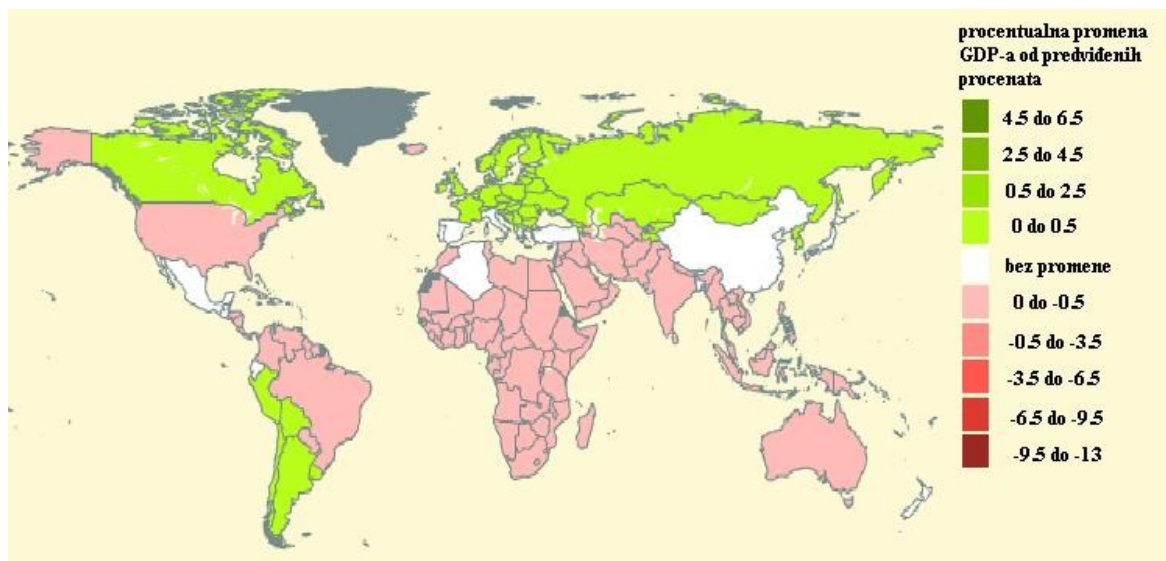 procentualna promena
GDP-a od predviđenih
procenata
4.5 do 6.5
2.5 do 4.5
0.5 do 2.5
0 do 0.5
bez promene
0 do -0.5
-0.5 do -3.5
-3.5 do -6.5
-6.5 do -9.5
-9.5 do -13